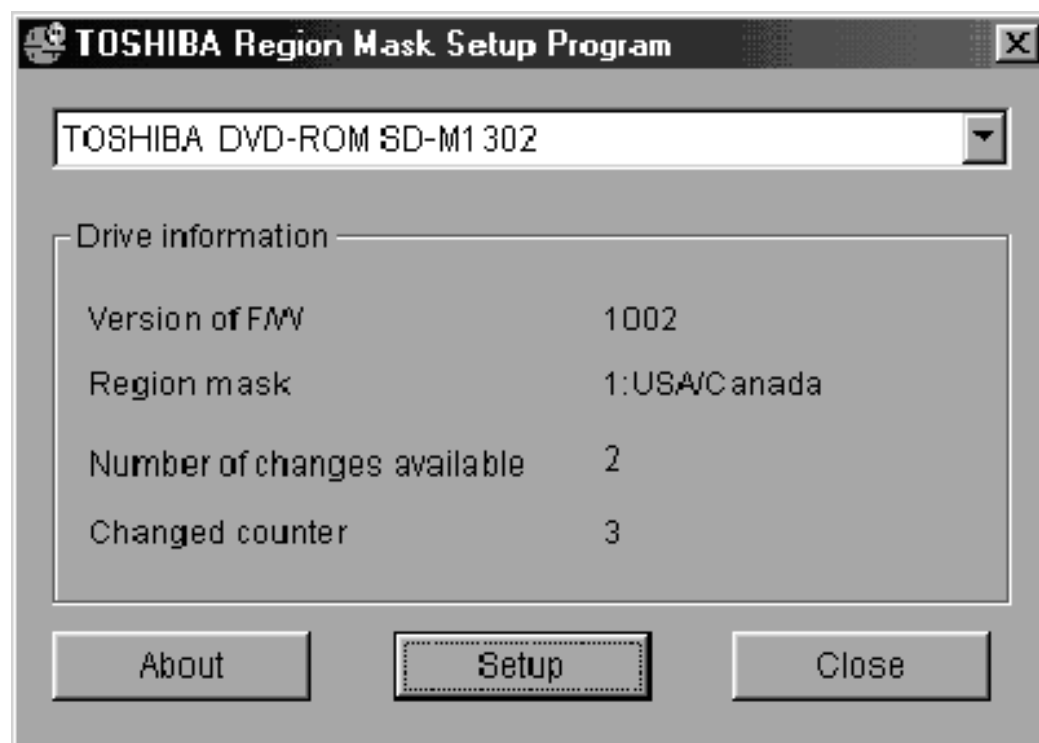 TOSHIBA Region Mask Setup Program
TOSHIBA DVD-ROM SD-M1302
Drive information
Version of F/W 1002
Region mask 1:USA/Canada
Number of changes available 2
Changed counter 3
About Setup Close